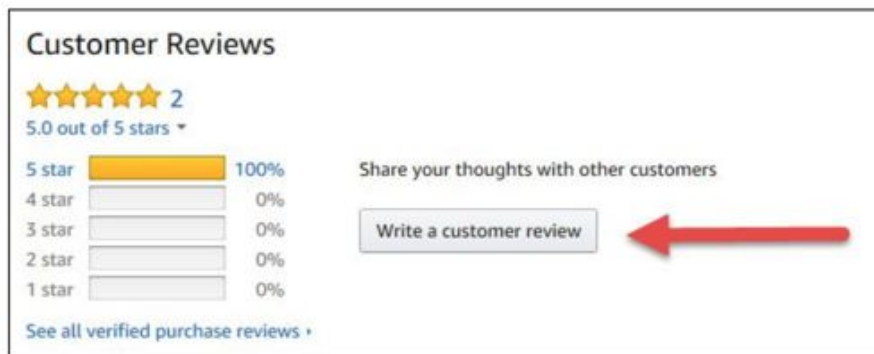 Customer Reviews
2
5.0 out of 5 stars
5 star 100%
4 star 0%
3 star 0%
2 star 0%
1 star 0%
See all verified purchase reviews ›
Share your thoughts with other customers
Write a customer review